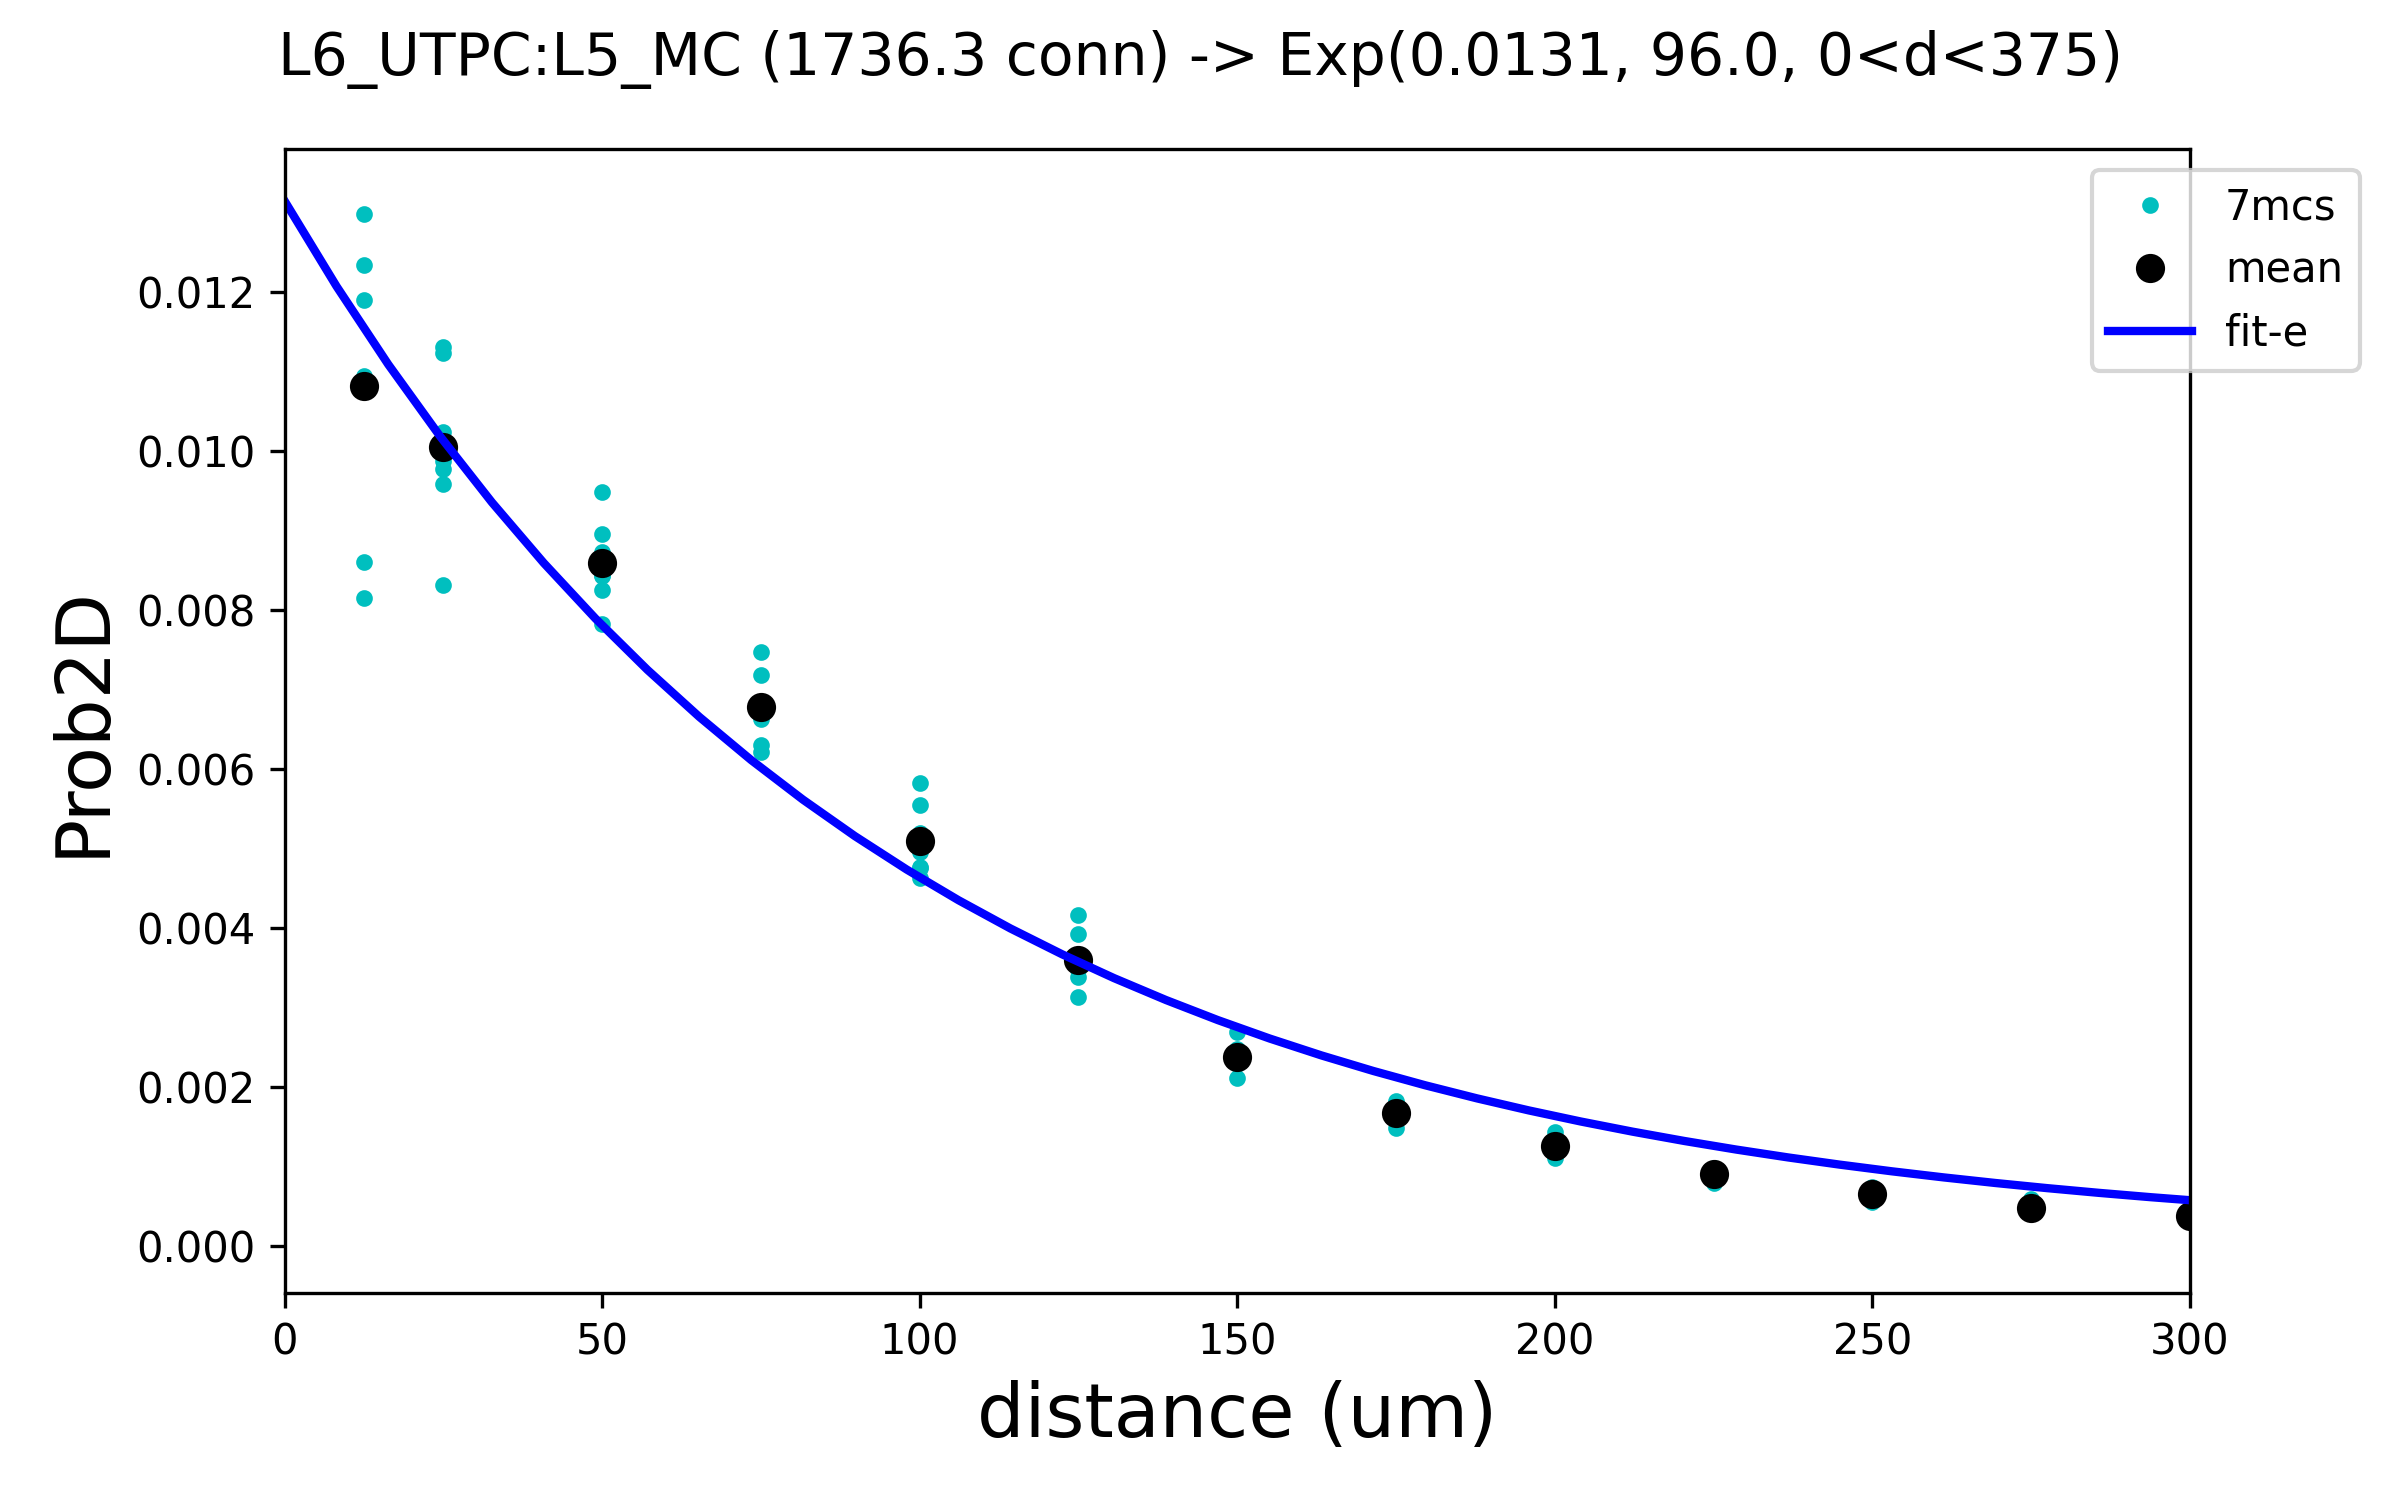 L6_UTPC:L5_MC (1736.3 conn) -> Exp(0.0131, 96.0, 0<d<375)
7mcs
mean
fit-e
Prob2D
0.012
0.010
0.008
0.006
0.004
0.002
0.000
0 50 100 150 200 250 300
distance (um)